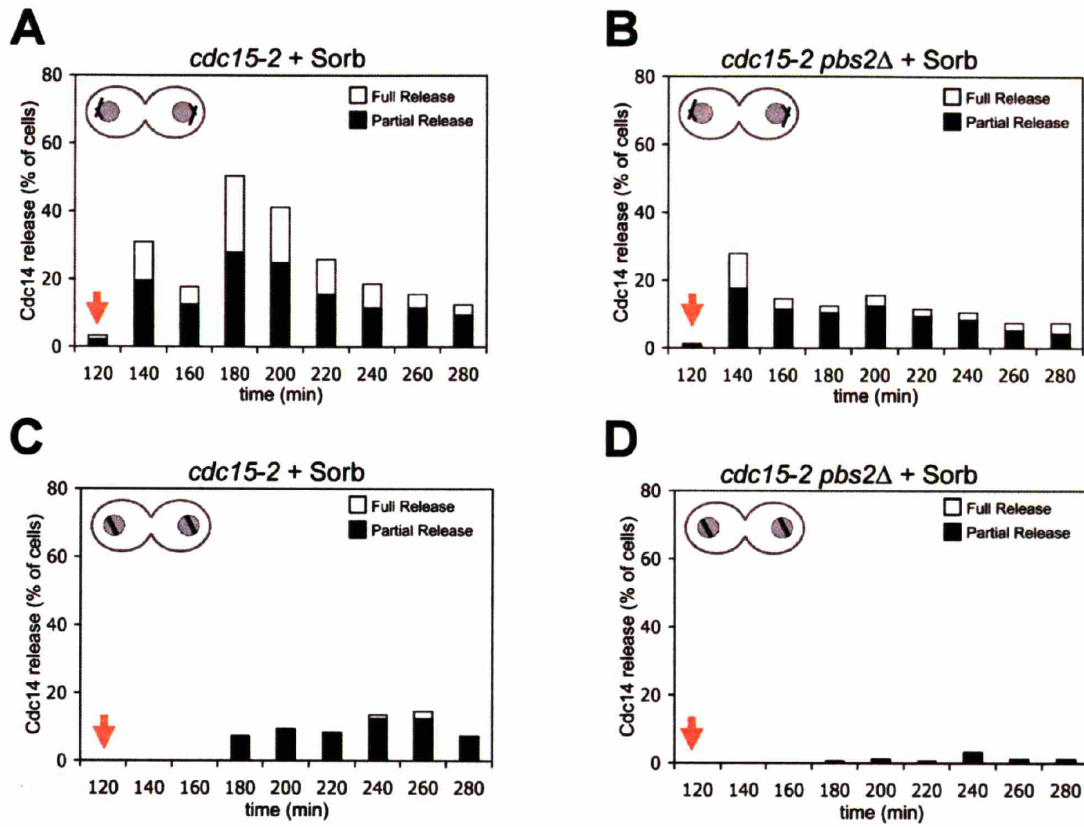 A
cdc15-2 + Sorb
Full Release
Partial Release
Cdc14 release (% of cells)
80
60
40
20
0
120 140 160 180 200 220 240 260 280
time (min)
B
cdc15-2 pbs2Δ + Sorb
Full Release
Partial Release
Cdc14 release (% of cells)
80
60
40
20
0
120 140 160 180 200 220 240 260 280
time (min)
C
cdc15-2 + Sorb
Full Release
Partial Release
Cdc14 release (% of cells)
80
60
40
20
0
120 140 160 180 200 220 240 260 280
time (min)
D
cdc15-2 pbs2Δ + Sorb
Full Release
Partial Release
Cdc14 release (% of cells)
80
60
40
20
0
120 140 160 180 200 220 240 260 280
time (min)